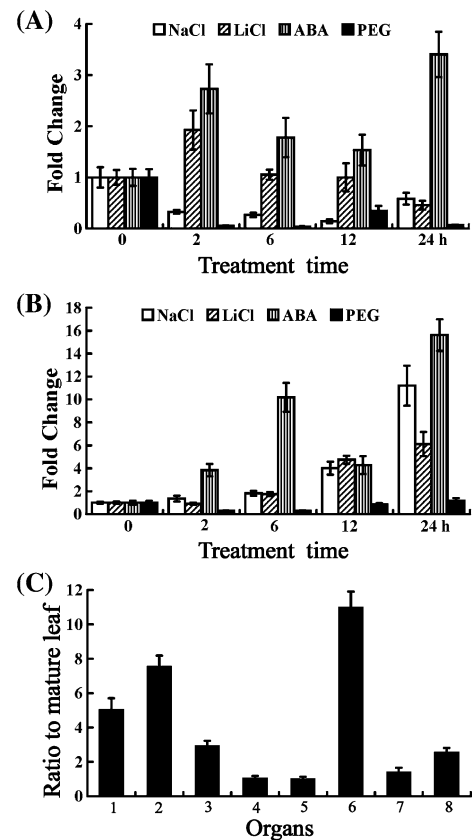 (A)
NaCl LiCl ABA PEG
4
3
2
1
0
Fold Change
0 2 6 12 24 h
Treatment time
(B)
NaCl LiCl ABA PEG
18
16
14
12
10
8
6
4
2
0
Fold Change
0 2 6 12 24 h
Treatment time
(C)
12
10
8
6
4
2
0
Ratio to mature leaf
1 2 3 4 5 6 7 8
Organs